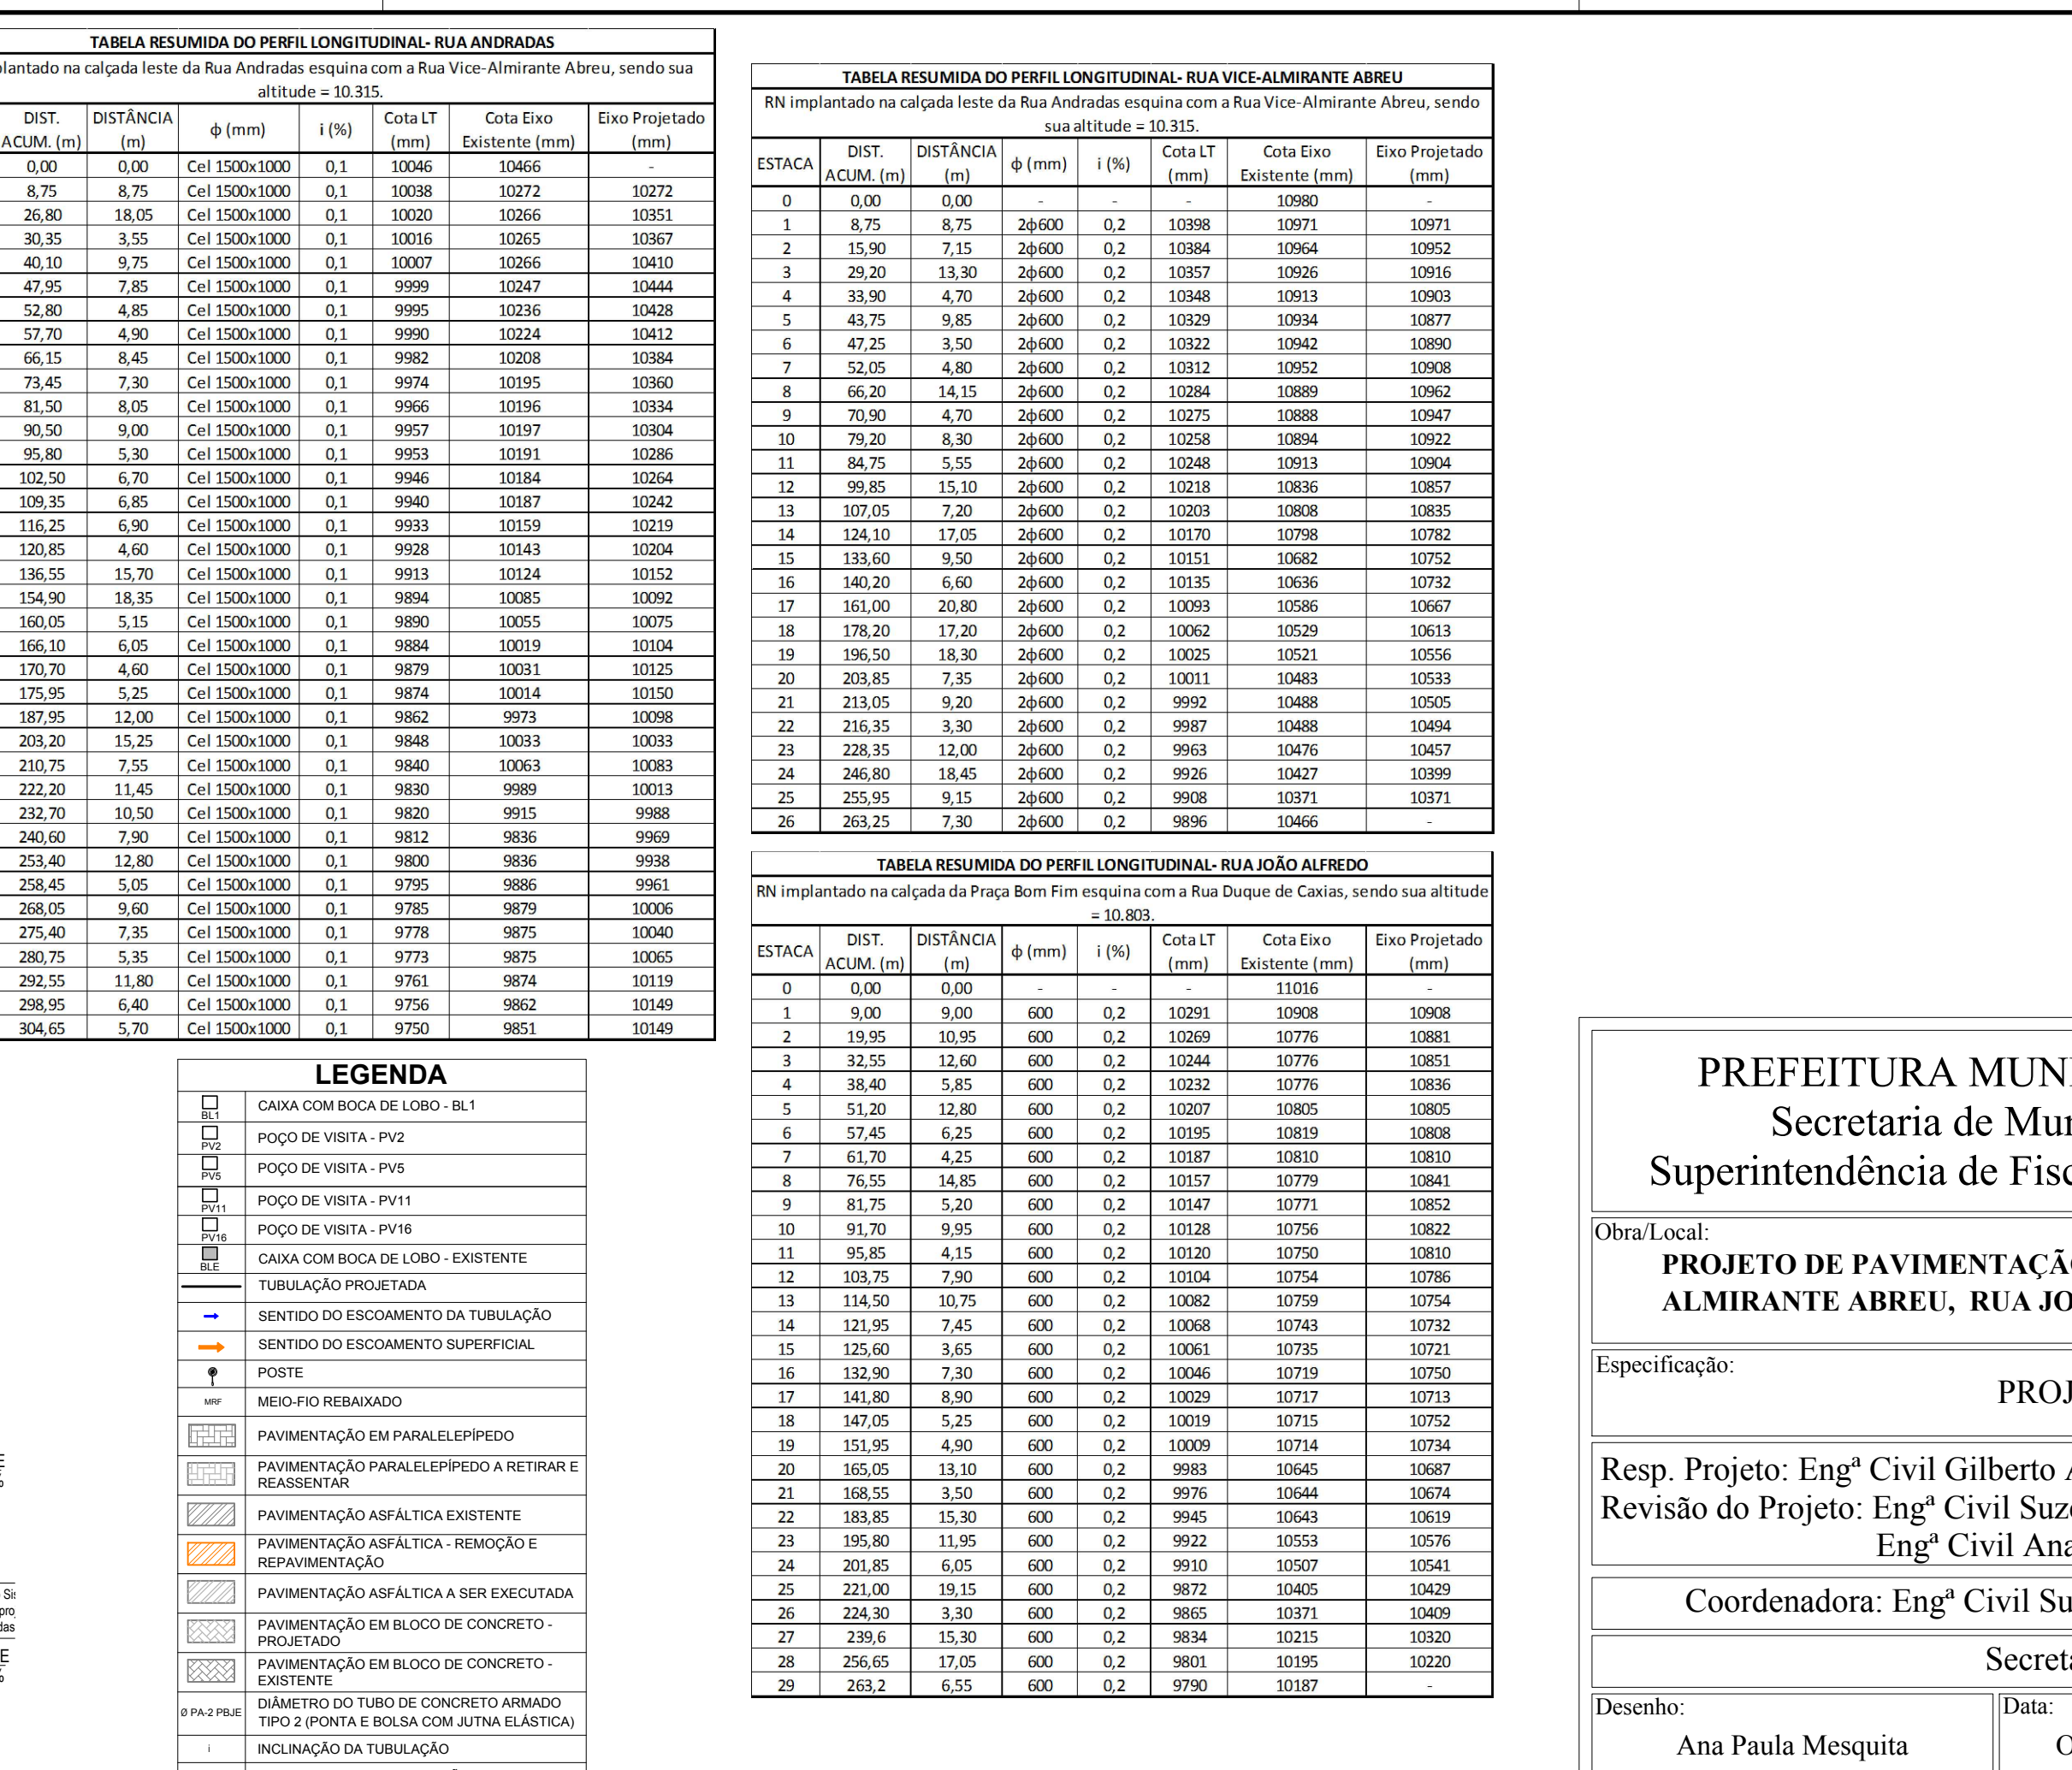 TABELA RESUMIDA DO PERFIL LONGITUDINAL- RUA ANDRADAS
plantado na calçada leste da Rua Andradas esquina com a Rua Vice-Almirante Abreu, sendo sua
altitude = 10.315.
DIST. ACUM. (m) DISTÂNCIA (m) ϕ (mm) i (%) Cota LT (mm) Cota Eixo Existente (mm) Eixo Projetado (mm)
0,00 0,00 Cel 1500x1000 0,1 10046 10466 -
8,75 8,75 Cel 1500x1000 0,1 10038 10272 10272
26,80 18,05 Cel 1500x1000 0,1 10020 10266 10351
30,35 3,55 Cel 1500x1000 0,1 10016 10265 10367
40,10 9,75 Cel 1500x1000 0,1 10007 10266 10410
47,95 7,85 Cel 1500x1000 0,1 9999 10247 10444
52,80 4,85 Cel 1500x1000 0,1 9995 10236 10428
57,70 4,90 Cel 1500x1000 0,1 9990 10224 10412
66,15 8,45 Cel 1500x1000 0,1 9982 10208 10384
73,45 7,30 Cel 1500x1000 0,1 9974 10195 10360
81,50 8,05 Cel 1500x1000 0,1 9966 10196 10334
90,50 9,00 Cel 1500x1000 0,1 9957 10197 10304
95,80 5,30 Cel 1500x1000 0,1 9953 10191 10286
102,50 6,70 Cel 1500x1000 0,1 9946 10184 10264
109,35 6,85 Cel 1500x1000 0,1 9940 10187 10242
116,25 6,90 Cel 1500x1000 0,1 9933 10159 10219
120,85 4,60 Cel 1500x1000 0,1 9928 10143 10204
136,55 15,70 Cel 1500x1000 0,1 9913 10124 10152
154,90 18,35 Cel 1500x1000 0,1 9894 10085 10092
160,05 5,15 Cel 1500x1000 0,1 9890 10055 10075
166,10 6,05 Cel 1500x1000 0,1 9884 10019 10104
170,70 4,60 Cel 1500x1000 0,1 9879 10031 10125
175,95 5,25 Cel 1500x1000 0,1 9874 10014 10150
187,95 12,00 Cel 1500x1000 0,1 9862 9973 10098
203,20 15,25 Cel 1500x1000 0,1 9848 10033 10033
210,75 7,55 Cel 1500x1000 0,1 9840 10063 10083
222,20 11,45 Cel 1500x1000 0,1 9830 9989 10013
232,70 10,50 Cel 1500x1000 0,1 9820 9915 9988
240,60 7,90 Cel 1500x1000 0,1 9812 9836 9969
253,40 12,80 Cel 1500x1000 0,1 9800 9836 9938
258,45 5,05 Cel 1500x1000 0,1 9795 9886 9961
268,05 9,60 Cel 1500x1000 0,1 9785 9879 10006
275,40 7,35 Cel 1500x1000 0,1 9778 9875 10040
280,75 5,35 Cel 1500x1000 0,1 9773 9875 10065
292,55 11,80 Cel 1500x1000 0,1 9761 9874 10119
298,95 6,40 Cel 1500x1000 0,1 9756 9862 10149
304,65 5,70 Cel 1500x1000 0,1 9750 9851 10149
LEGENDA
BL1 CAIXA COM BOCA DE LOBO - BL1
PV2 POÇO DE VISITA - PV2
PV5 POÇO DE VISITA - PV5
PV11 POÇO DE VISITA - PV11
PV16 POÇO DE VISITA - PV16
BLE CAIXA COM BOCA DE LOBO - EXISTENTE
TUBULAÇÃO PROJETADA
SENTIDO DO ESCOAMENTO DA TUBULAÇÃO
SENTIDO DO ESCOAMENTO SUPERFICIAL
POSTE
MRF MEIO-FIO REBAIXADO
PAVIMENTAÇÃO EM PARALELEPÍPEDO
PAVIMENTAÇÃO PARALELEPÍPEDO A RETIRAR E
REASSENTAR
PAVIMENTAÇÃO ASFÁLTICA EXISTENTE
PAVIMENTAÇÃO ASFÁLTICA - REMOÇÃO E
REPAVIMENTAÇÃO
PAVIMENTAÇÃO ASFÁLTICA A SER EXECUTADA
PAVIMENTAÇÃO EM BLOCO DE CONCRETO -
PROJETADO
PAVIMENTAÇÃO EM BLOCO DE CONCRETO -
EXISTENTE
Ø PA-2 PBJE DIÂMETRO DO TUBO DE CONCRETO ARMADO
TIPO 2 (PONTA E BOLSA COM JUTNA ELÁSTICA)
i INCLINAÇÃO DA TUBULAÇÃO
TABELA RESUMIDA DO PERFIL LONGITUDINAL- RUA VICE-ALMIRANTE ABREU
RN implantado na calçada leste da Rua Andradas esquina com a Rua Vice-Almirante Abreu, sendo
sua altitude = 10.315.
ESTACA DIST. ACUM. (m) DISTÂNCIA (m) ϕ (mm) i (%) Cota LT (mm) Cota Eixo Existente (mm) Eixo Projetado (mm)
0 0,00 0,00 - - - 10980 -
1 8,75 8,75 2ϕ600 0,2 10398 10971 10971
2 15,90 7,15 2ϕ600 0,2 10384 10964 10952
3 29,20 13,30 2ϕ600 0,2 10357 10926 10916
4 33,90 4,70 2ϕ600 0,2 10348 10913 10903
5 43,75 9,85 2ϕ600 0,2 10329 10934 10877
6 47,25 3,50 2ϕ600 0,2 10322 10942 10890
7 52,05 4,80 2ϕ600 0,2 10312 10952 10908
8 66,20 14,15 2ϕ600 0,2 10284 10889 10962
9 70,90 4,70 2ϕ600 0,2 10275 10888 10947
10 79,20 8,30 2ϕ600 0,2 10258 10894 10922
11 84,75 5,55 2ϕ600 0,2 10248 10913 10904
12 99,85 15,10 2ϕ600 0,2 10218 10836 10857
13 107,05 7,20 2ϕ600 0,2 10203 10808 10835
14 124,10 17,05 2ϕ600 0,2 10170 10798 10782
15 133,60 9,50 2ϕ600 0,2 10151 10682 10752
16 140,20 6,60 2ϕ600 0,2 10135 10636 10732
17 161,00 20,80 2ϕ600 0,2 10093 10586 10667
18 178,20 17,20 2ϕ600 0,2 10062 10529 10613
19 196,50 18,30 2ϕ600 0,2 10025 10521 10556
20 203,85 7,35 2ϕ600 0,2 10011 10483 10533
21 213,05 9,20 2ϕ600 0,2 9992 10488 10505
22 216,35 3,30 2ϕ600 0,2 9987 10488 10494
23 228,35 12,00 2ϕ600 0,2 9963 10476 10457
24 246,80 18,45 2ϕ600 0,2 9926 10427 10399
25 255,95 9,15 2ϕ600 0,2 9908 10371 10371
26 263,25 7,30 2ϕ600 0,2 9896 10466 -
TABELA RESUMIDA DO PERFIL LONGITUDINAL- RUA JOÃO ALFREDO
RN implantado na calçada da Praça Bom Fim esquina com a Rua Duque de Caxias, sendo sua altitude
= 10.803.
ESTACA DIST. ACUM. (m) DISTÂNCIA (m) ϕ (mm) i (%) Cota LT (mm) Cota Eixo Existente (mm) Eixo Projetado (mm)
0 0,00 0,00 - - - 11016 -
1 9,00 9,00 600 0,2 10291 10908 10908
2 19,95 10,95 600 0,2 10269 10776 10881
3 32,55 12,60 600 0,2 10244 10776 10851
4 38,40 5,85 600 0,2 10232 10776 10836
5 51,20 12,80 600 0,2 10207 10805 10805
6 57,45 6,25 600 0,2 10195 10819 10808
7 61,70 4,25 600 0,2 10187 10810 10810
8 76,55 14,85 600 0,2 10157 10779 10841
9 81,75 5,20 600 0,2 10147 10771 10852
10 91,70 9,95 600 0,2 10128 10756 10822
11 95,85 4,15 600 0,2 10120 10750 10810
12 103,75 7,90 600 0,2 10104 10754 10786
13 114,50 10,75 600 0,2 10082 10759 10754
14 121,95 7,45 600 0,2 10068 10743 10732
15 125,60 3,65 600 0,2 10061 10735 10721
16 132,90 7,30 600 0,2 10046 10719 10750
17 141,80 8,90 600 0,2 10029 10717 10713
18 147,05 5,25 600 0,2 10019 10715 10752
19 151,95 4,90 600 0,2 10009 10714 10734
20 165,05 13,10 600 0,2 9983 10645 10687
21 168,55 3,50 600 0,2 9976 10644 10674
22 183,85 15,30 600 0,2 9945 10643 10619
23 195,80 11,95 600 0,2 9922 10553 10576
24 201,85 6,05 600 0,2 9910 10507 10541
25 221,00 19,15 600 0,2 9872 10405 10429
26 224,30 3,30 600 0,2 9865 10371 10409
27 239,6 15,30 600 0,2 9834 10215 10320
28 256,65 17,05 600 0,2 9801 10195 10220
29 263,2 6,55 600 0,2 9790 10187 -
PREFEITURA MUNI
Secretaria de Mun
Superintendência de Fisc
Obra/Local:
PROJETO DE PAVIMENTAÇÃO
ALMIRANTE ABREU, RUA JO
Especificação:
PROJ
Resp. Projeto: Engª Civil Gilberto A
Revisão do Projeto: Engª Civil Suz
Engª Civil Ana
Coordenadora: Engª Civil Su
Secreta
Desenho:
Ana Paula Mesquita
Data: